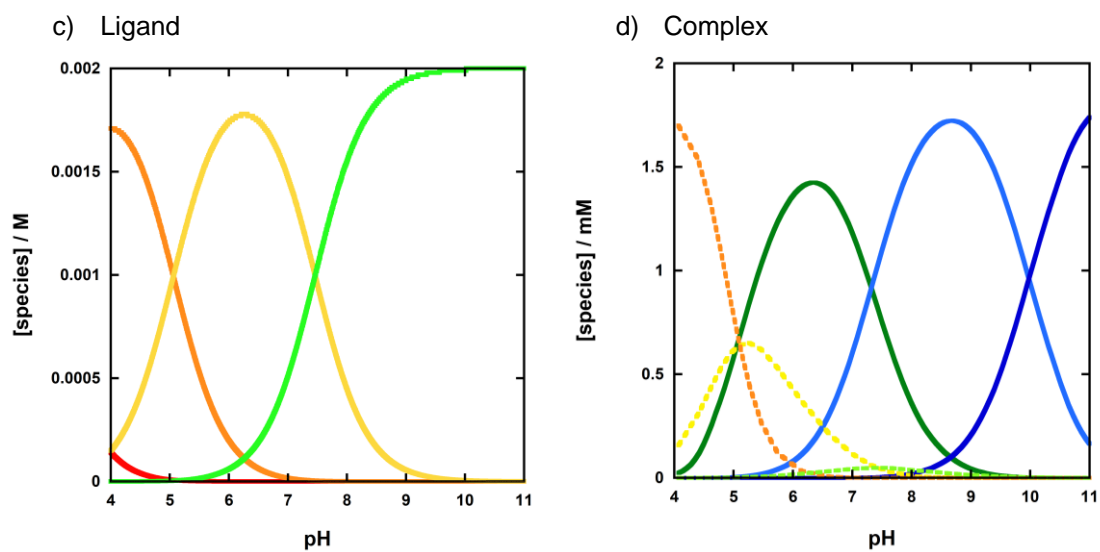 c) Ligand
0.002
0.0015
0.001
0.0005
0
4 5 6 7 8 9 10 11
[species] / M
pH
d) Complex
2
1.5
1
0.5
0
4 5 6 7 8 9 10 11
[species] / mM
pH